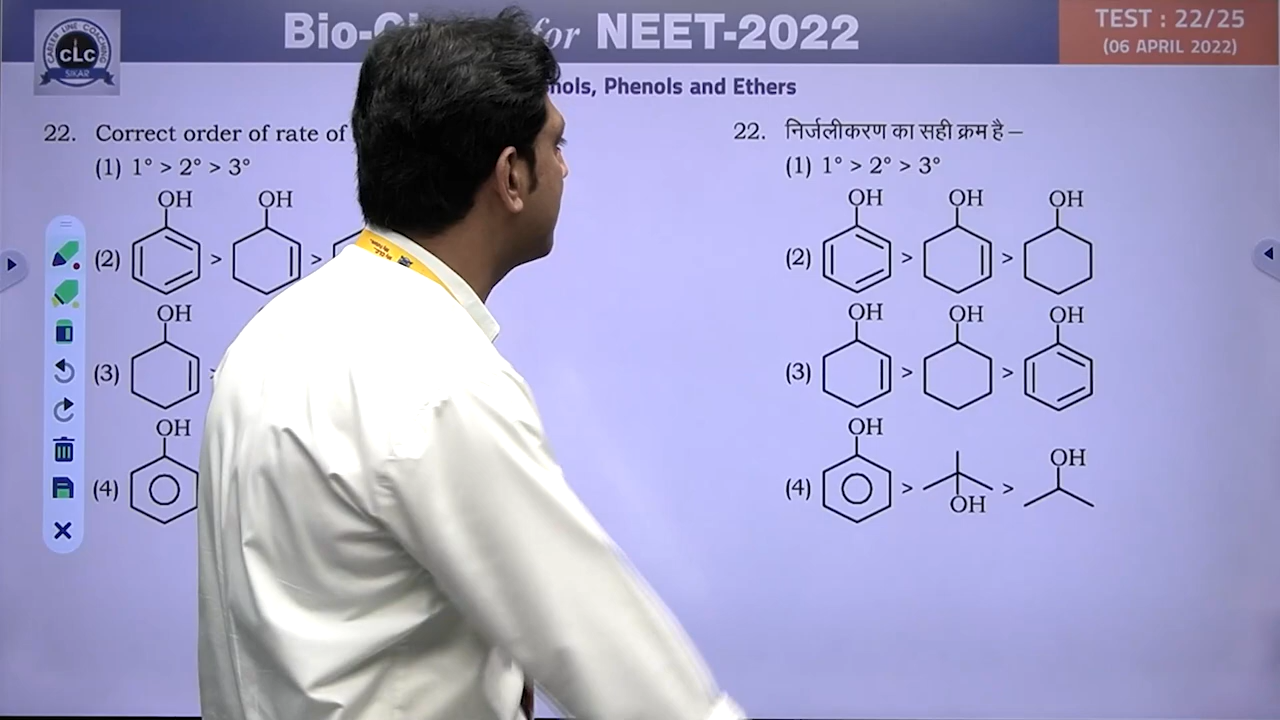 CAREER LINE COACHING
CLC
SIKAR
for NEET-2022
TEST : 22/25
(06 APRIL 2022)
Phenols and Ethers
22. Correct order of rate of
(1) 1° > 2° > 3°
OH OH
(2) > >
OH
(3)
OH
(4)
22. निर्जलीकरण का सही क्रम है –
(1) 1° > 2° > 3°
OH OH OH
(2) > >
OH OH OH
(3) > >
OH
OH
(4) > >
OH